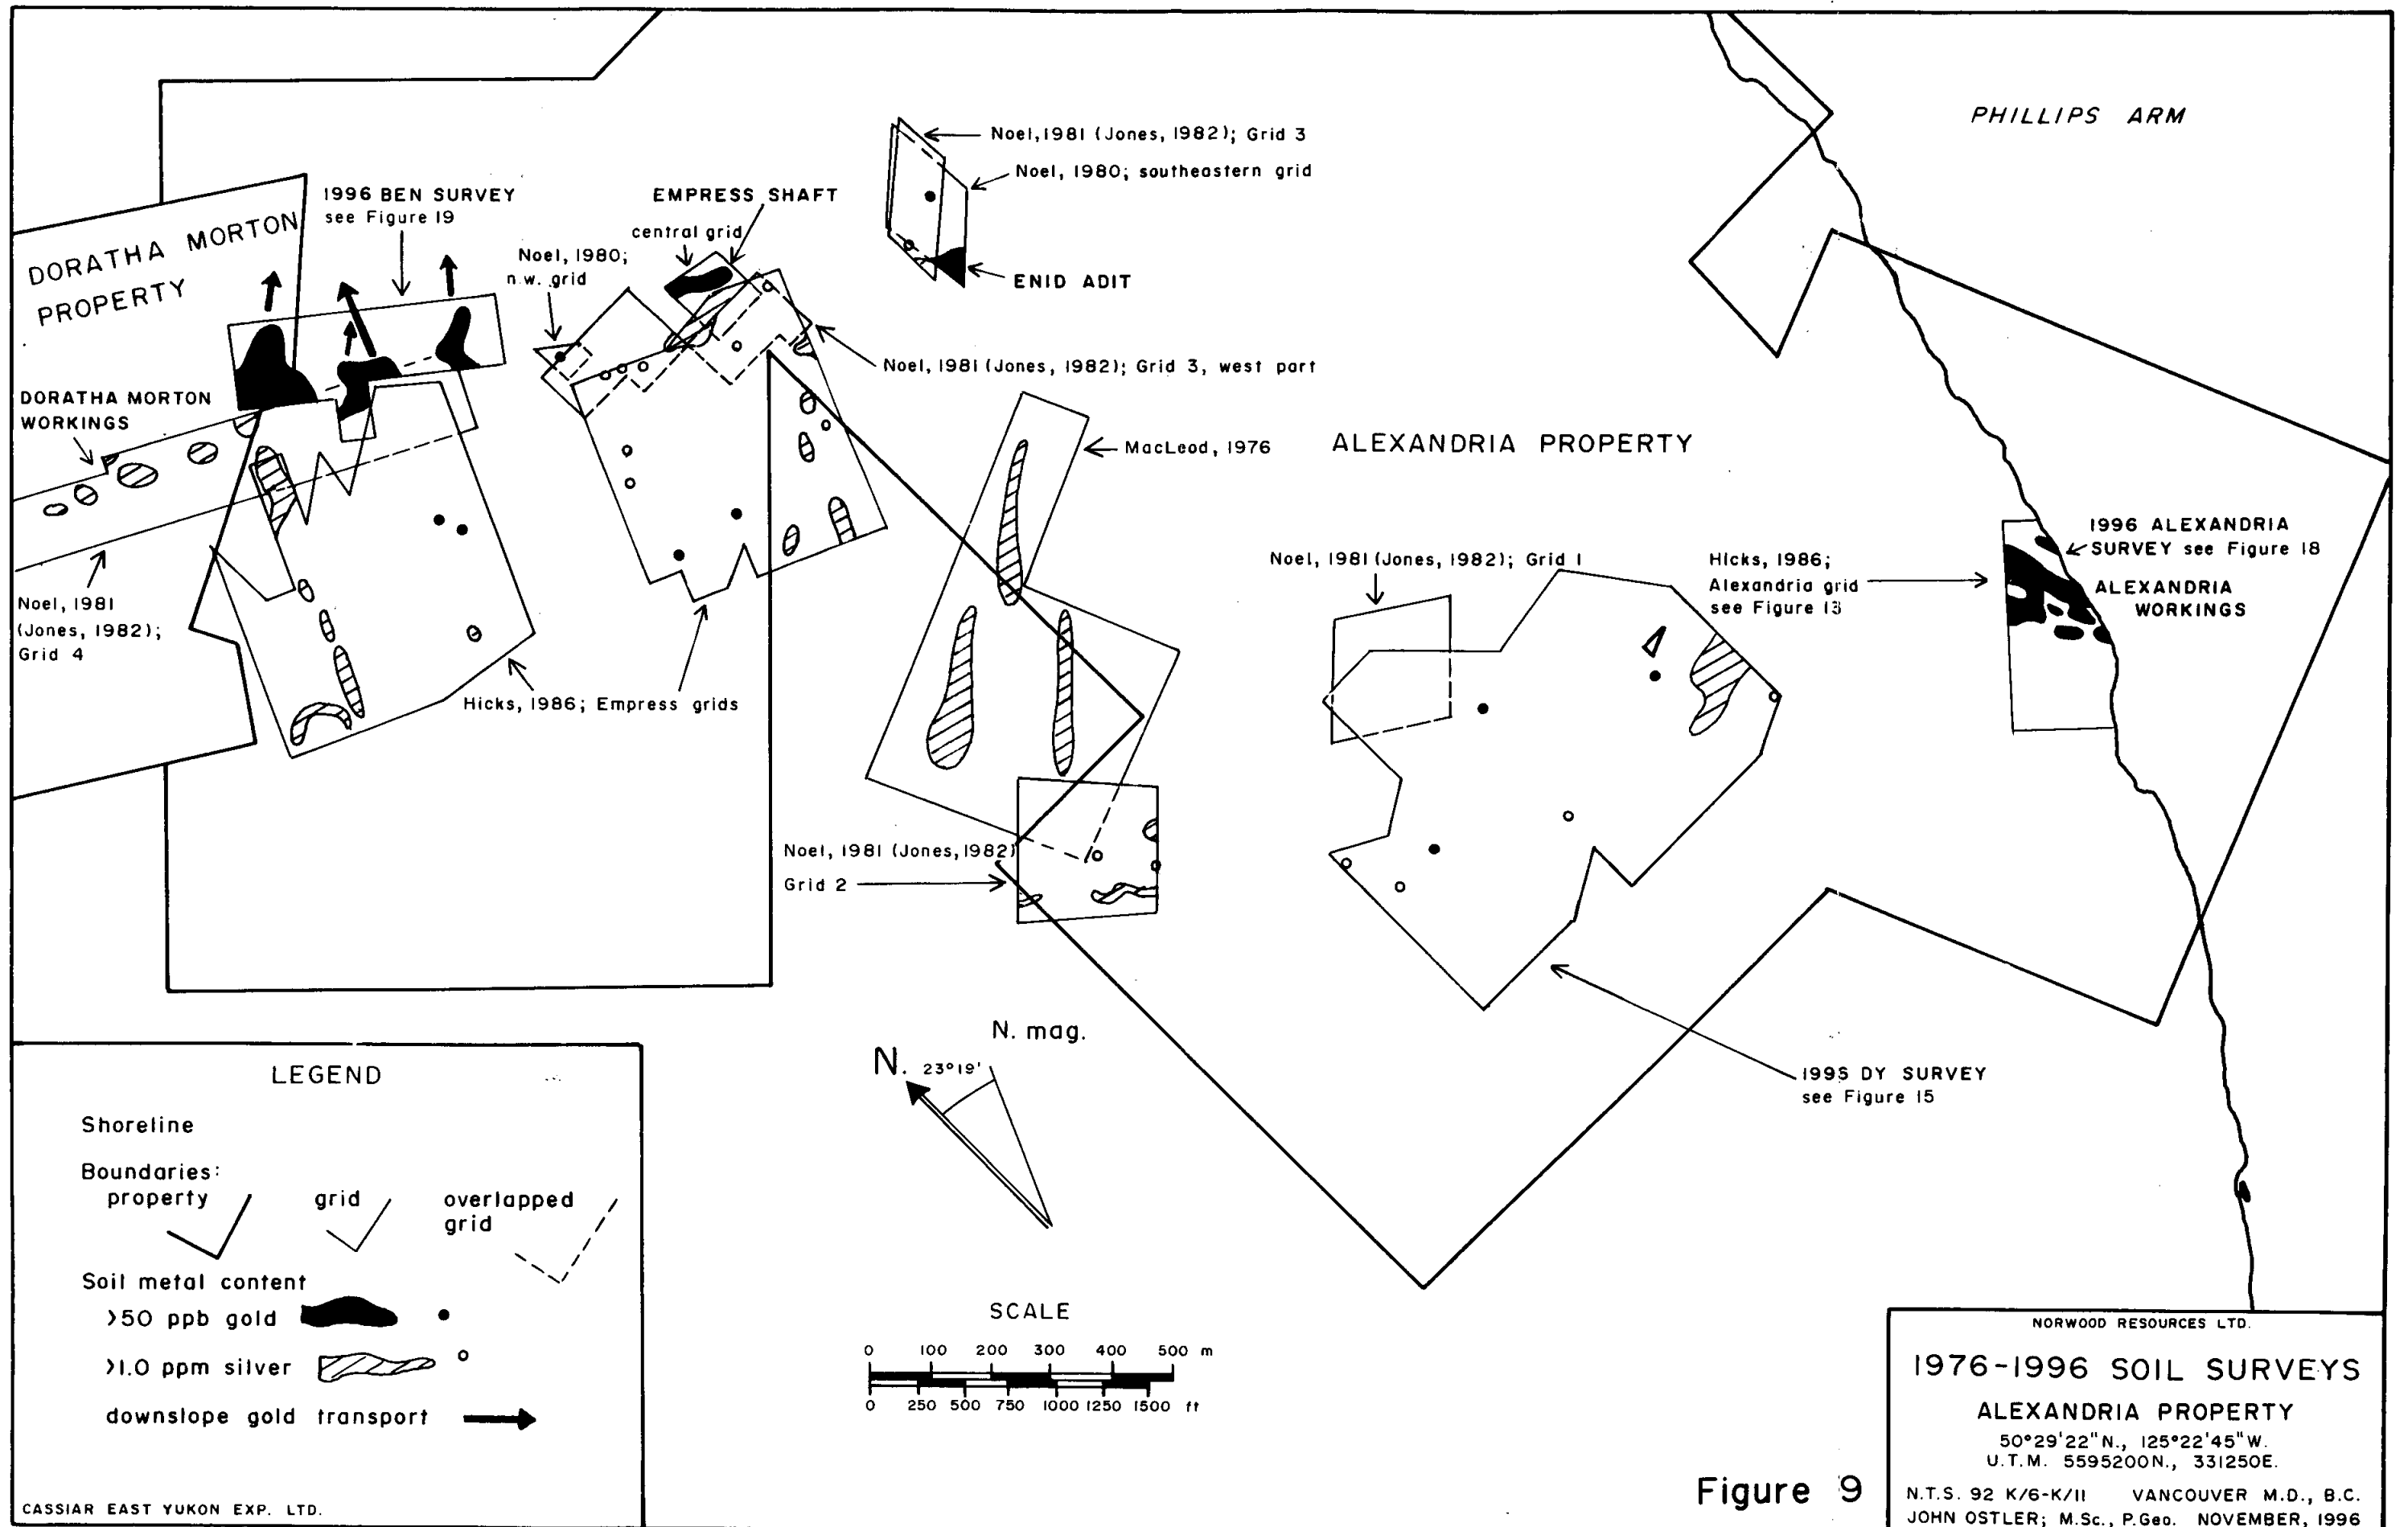 PHILLIPS ARM
Noel, 1981 (Jones, 1982); Grid 3
Noel, 1980; southeastern grid
ENID ADIT
1996 BEN SURVEY
see Figure 19
EMPRESS SHAFT
central grid
Noel, 1980;
n.w. grid
DORATHA MORTON
PROPERTY
Noel, 1981 (Jones, 1982); Grid 3, west part
DORATHA MORTON
WORKINGS
MacLeod, 1976
ALEXANDRIA PROPERTY
1996 ALEXANDRIA
SURVEY see Figure 18
ALEXANDRIA
WORKINGS
Noel, 1981 (Jones, 1982); Grid 1
Hicks, 1986;
Alexandria grid
see Figure 13
Noel, 1981
(Jones, 1982);
Grid 4
Hicks, 1986; Empress grids
Noel, 1981 (Jones, 1982)
Grid 2
1995 DY SURVEY
see Figure 15
N. mag.
N. 23°19'
LEGEND
Shoreline
Boundaries:
property grid overlapped
grid
Soil metal content
>50 ppb gold
>1.0 ppm silver
downslope gold transport
CASSIAR EAST YUKON EXP. LTD.
SCALE
0 100 200 300 400 500 m
0 250 500 750 1000 1250 1500 ft
Figure 9
NORWOOD RESOURCES LTD.
1976-1996 SOIL SURVEYS
ALEXANDRIA PROPERTY
50°29'22"N., 125°22'45"W.
U.T.M. 5595200N., 331250E.
N.T.S. 92 K/6-K/11 VANCOUVER M.D., B.C.
JOHN OSTLER; M.Sc., P.Geo. NOVEMBER, 1996